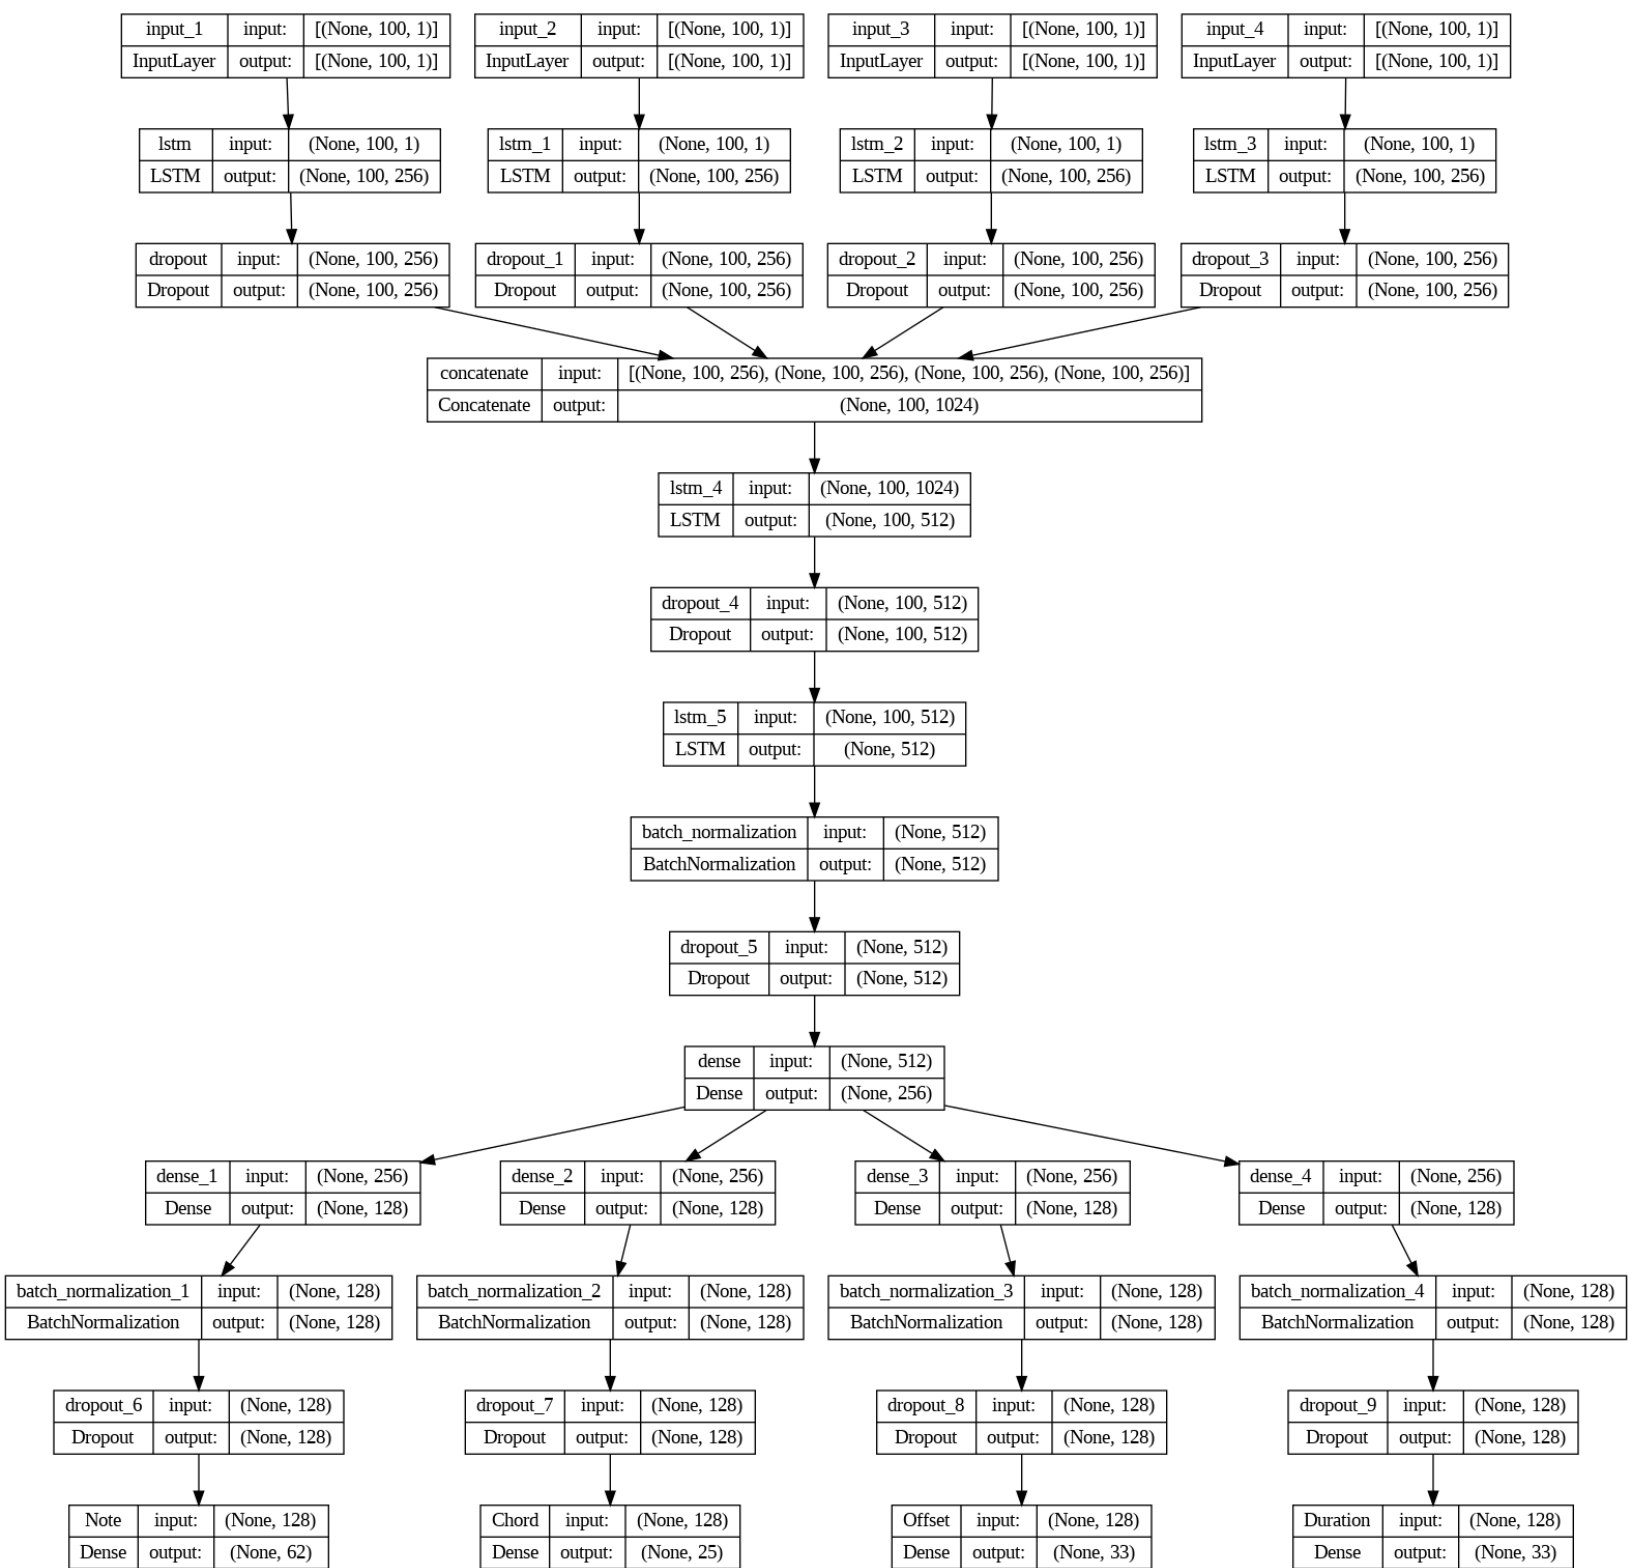 input_1 input: [(None, 100, 1)] input_2 input: [(None, 100, 1)] input_3 input: [(None, 100, 1)] input_4 input: [(None, 100, 1)]
InputLayer output: [(None, 100, 1)] InputLayer output: [(None, 100, 1)] InputLayer output: [(None, 100, 1)] InputLayer output: [(None, 100, 1)]
lstm input: (None, 100, 1) lstm_1 input: (None, 100, 1) lstm_2 input: (None, 100, 1) lstm_3 input: (None, 100, 1)
LSTM output: (None, 100, 256) LSTM output: (None, 100, 256) LSTM output: (None, 100, 256) LSTM output: (None, 100, 256)
dropout input: (None, 100, 256) dropout_1 input: (None, 100, 256) dropout_2 input: (None, 100, 256) dropout_3 input: (None, 100, 256)
Dropout output: (None, 100, 256) Dropout output: (None, 100, 256) Dropout output: (None, 100, 256) Dropout output: (None, 100, 256)
concatenate input: [(None, 100, 256), (None, 100, 256), (None, 100, 256), (None, 100, 256)]
Concatenate output: (None, 100, 1024)
lstm_4 input: (None, 100, 1024)
LSTM output: (None, 100, 512)
dropout_4 input: (None, 100, 512)
Dropout output: (None, 100, 512)
lstm_5 input: (None, 100, 512)
LSTM output: (None, 512)
batch_normalization input: (None, 512)
BatchNormalization output: (None, 512)
dropout_5 input: (None, 512)
Dropout output: (None, 512)
dense input: (None, 512)
Dense output: (None, 256)
dense_1 input: (None, 256) dense_2 input: (None, 256) dense_3 input: (None, 256) dense_4 input: (None, 256)
Dense output: (None, 128) Dense output: (None, 128) Dense output: (None, 128) Dense output: (None, 128)
batch_normalization_1 input: (None, 128) batch_normalization_2 input: (None, 128) batch_normalization_3 input: (None, 128) batch_normalization_4 input: (None, 128)
BatchNormalization output: (None, 128) BatchNormalization output: (None, 128) BatchNormalization output: (None, 128) BatchNormalization output: (None, 128)
dropout_6 input: (None, 128) dropout_7 input: (None, 128) dropout_8 input: (None, 128) dropout_9 input: (None, 128)
Dropout output: (None, 128) Dropout output: (None, 128) Dropout output: (None, 128) Dropout output: (None, 128)
Note input: (None, 128) Chord input: (None, 128) Offset input: (None, 128) Duration input: (None, 128)
Dense output: (None, 62) Dense output: (None, 25) Dense output: (None, 33) Dense output: (None, 33)